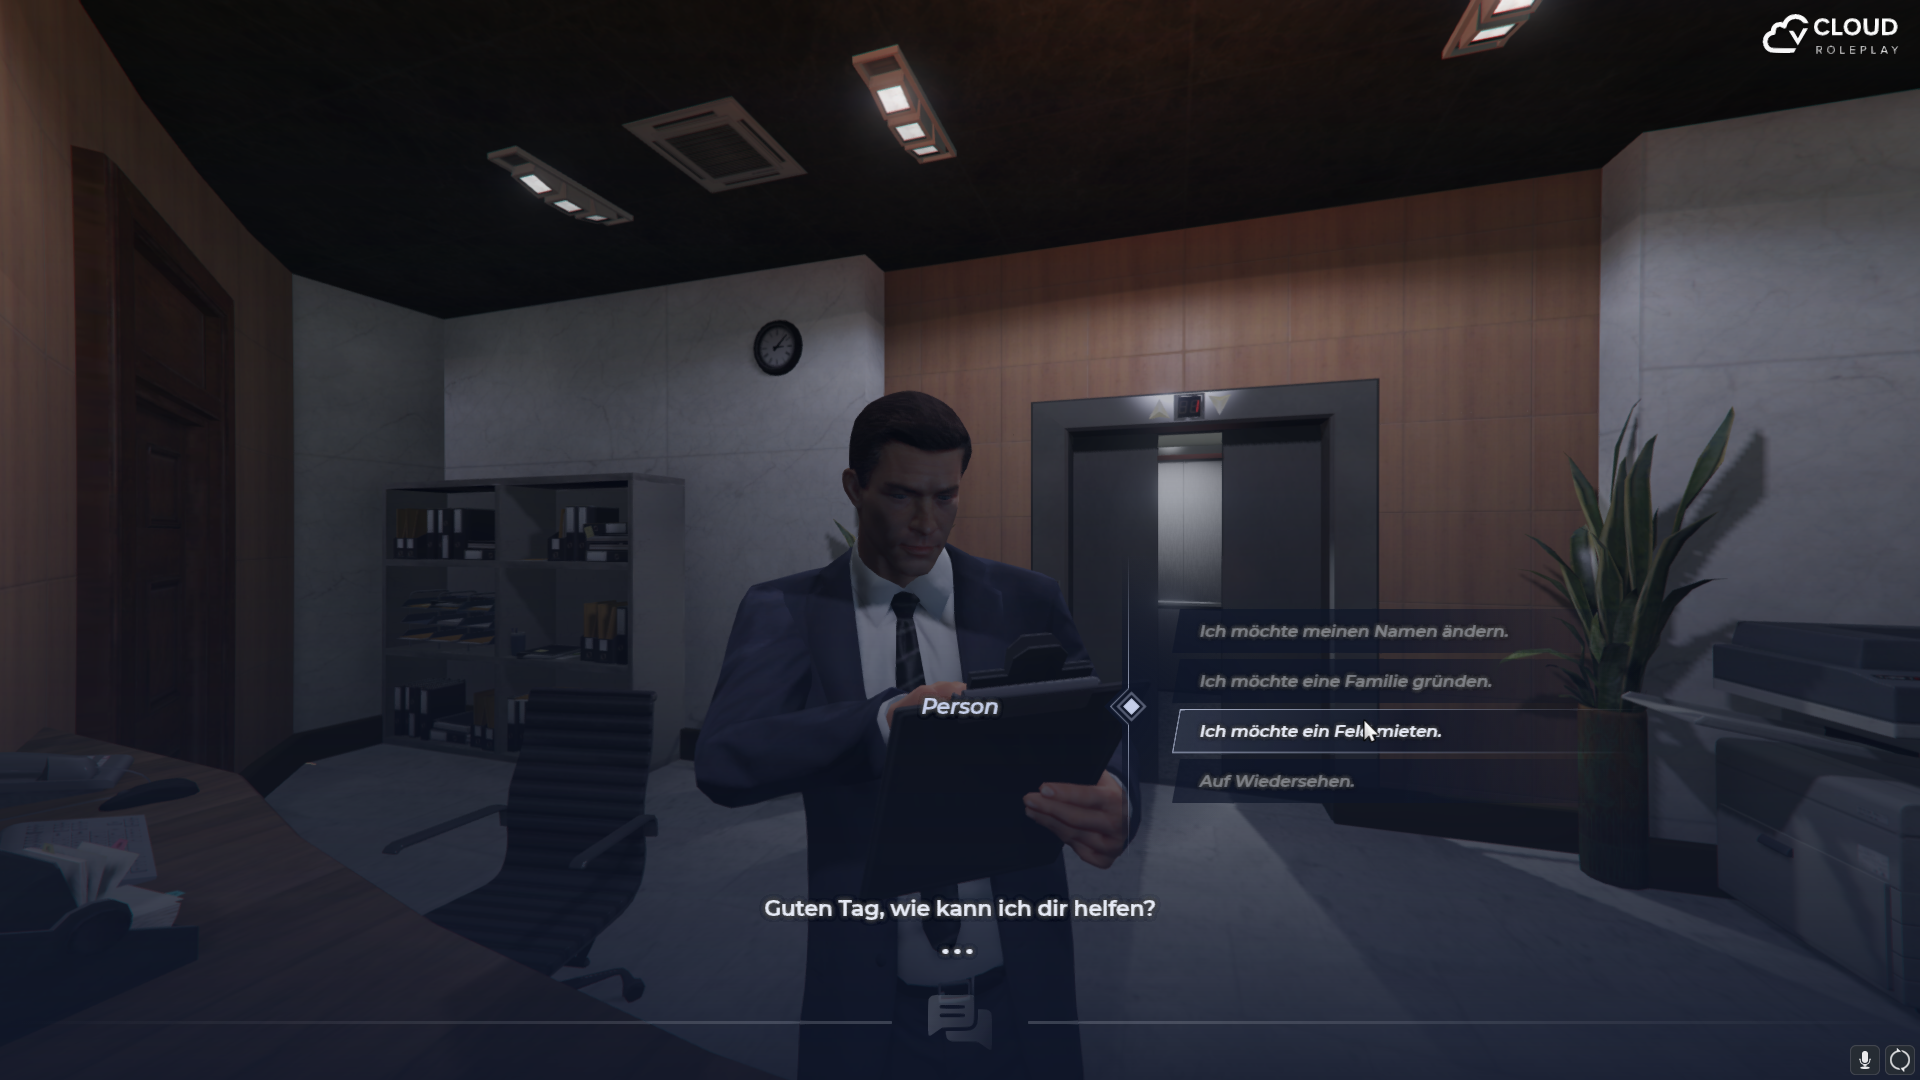 CLOUD
ROLEPLAY
Ich möchte meinen Namen ändern.
Ich möchte eine Familie gründen.
Person
Ich möchte ein Feld mieten.
Auf Wiedersehen.
Guten Tag, wie kann ich dir helfen?
...